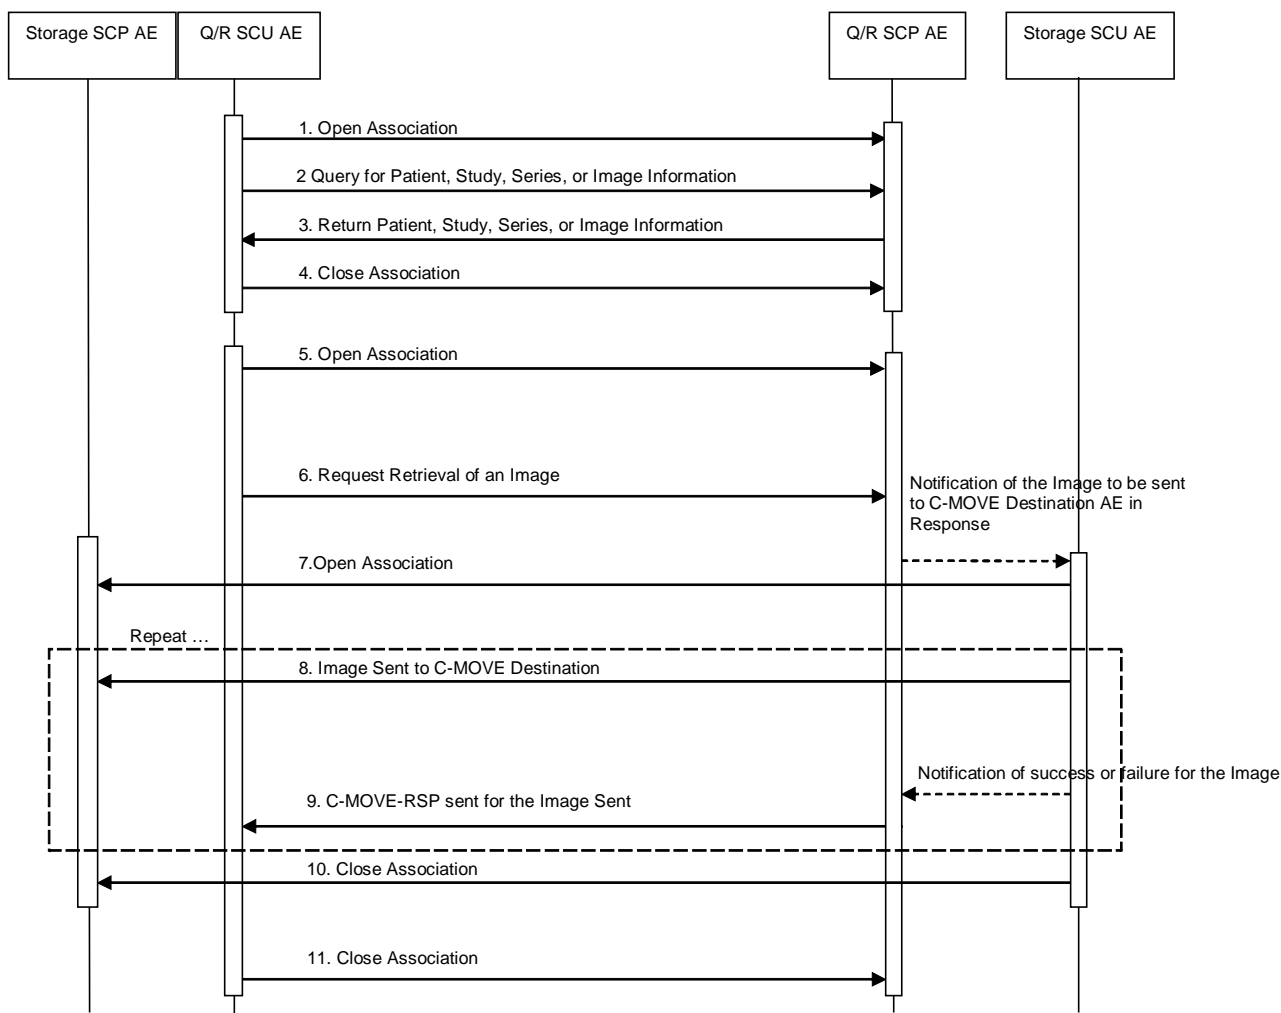 Storage SCP AE
Q/R SCU AE
Q/R SCP AE
Storage SCU AE
1. Open Association
2 Query for Patient, Study, Series, or Image Information
3. Return Patient, Study, Series, or Image Information
4. Close Association
5. Open Association
6. Request Retrieval of an Image
Notification of the Image to be sent
to C-MOVE Destination AE in
Response
7.Open Association
Repeat …
8. Image Sent to C-MOVE Destination
Notification of success or failure for the Image
9. C-MOVE-RSP sent for the Image Sent
10. Close Association
11. Close Association